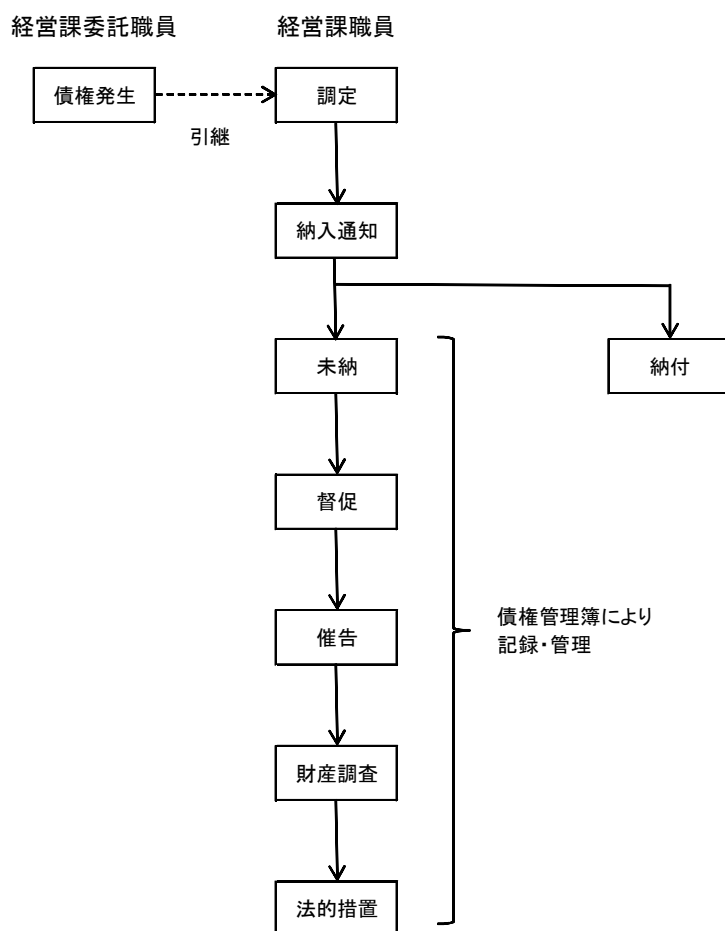 経営課委託職員
経営課職員
債権発生
調定
引継
納入通知
未納
納付
督促
催告
債権管理簿により
記録・管理
財産調査
法的措置